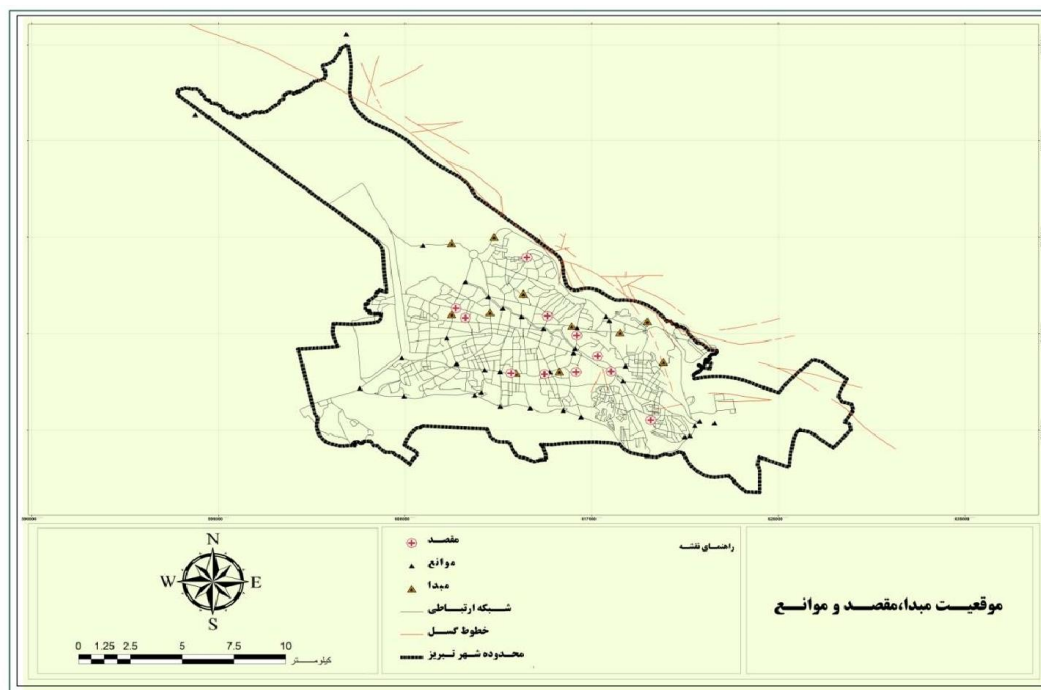 N
W E
S
0 1.25 2.5 5 7.5 10
کیلومتر
راهنمای نقشه
مقصد
موانع
مبدا
شبکه ارتباطی
خطوط گسل
محدوده شهر تبریز
موقعیت مبدا،مقصد و موانع